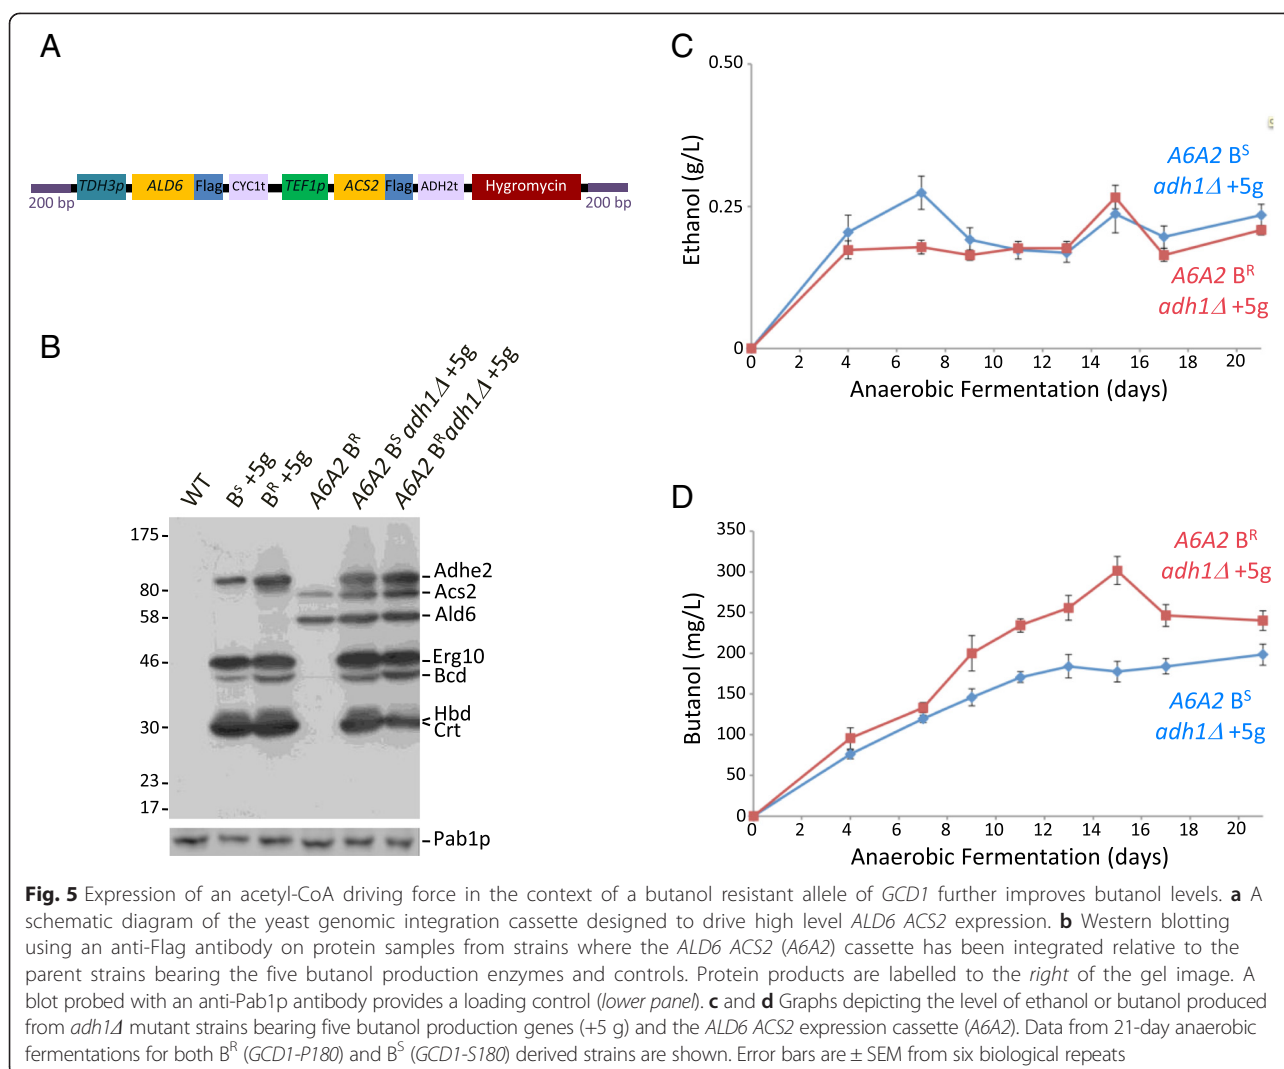 A
TDH3p ALD6 Flag CYC1t TEF1p ACS2 Flag ADH2t Hygromycin
200 bp 200 bp
B
WT
Bˢ +5g
Bᴿ +5g
A6A2 Bᴿ
A6A2 Bˢ adh1Δ +5g
A6A2 Bᴿ adh1Δ +5g
175
80
58
46
30
23
17
Adhe2
Acs2
Ald6
Erg10
Bcd
Hbd
Crt
Pab1p
C
Ethanol (g/L)
0.50
0.25
0
0 2 4 6 8 10 12 14 16 18 20
Anaerobic Fermentation (days)
A6A2 Bˢ
adh1Δ +5g
A6A2 Bᴿ
adh1Δ +5g
D
Butanol (mg/L)
350
300
250
200
150
100
50
0
0 2 4 6 8 10 12 14 16 18 20
Anaerobic Fermentation (days)
A6A2 Bᴿ
adh1Δ +5g
A6A2 Bˢ
adh1Δ +5g
Fig. 5 Expression of an acetyl-CoA driving force in the context of a butanol resistant allele of GCD1 further improves butanol levels. a A
schematic diagram of the yeast genomic integration cassette designed to drive high level ALD6 ACS2 expression. b Western blotting
using an anti-Flag antibody on protein samples from strains where the ALD6 ACS2 (A6A2) cassette has been integrated relative to the
parent strains bearing the five butanol production enzymes and controls. Protein products are labelled to the right of the gel image. A
blot probed with an anti-Pab1p antibody provides a loading control (lower panel). c and d Graphs depicting the level of ethanol or butanol produced
from adh1Δ mutant strains bearing five butanol production genes (+5 g) and the ALD6 ACS2 expression cassette (A6A2). Data from 21-day anaerobic
fermentations for both Bᴿ (GCD1-P180) and Bˢ (GCD1-S180) derived strains are shown. Error bars are ± SEM from six biological repeats